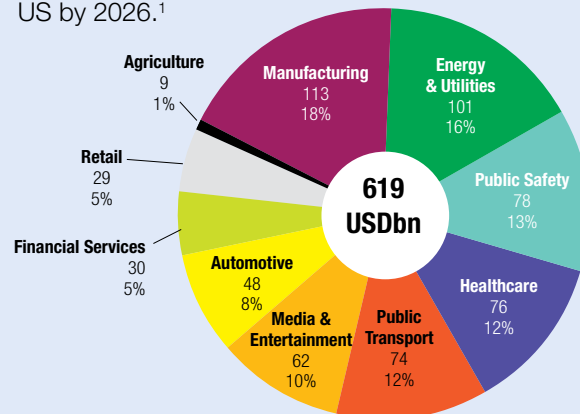 US by 2026.¹
Agriculture
9
1%
Manufacturing
113
18%
Energy
& Utilities
101
16%
Retail
29
5%
619
USDbn
Public Safety
78
13%
Financial Services
30
5%
Automotive
48
8%
Healthcare
76
12%
Media &
Entertainment
62
10%
Public
Transport
74
12%